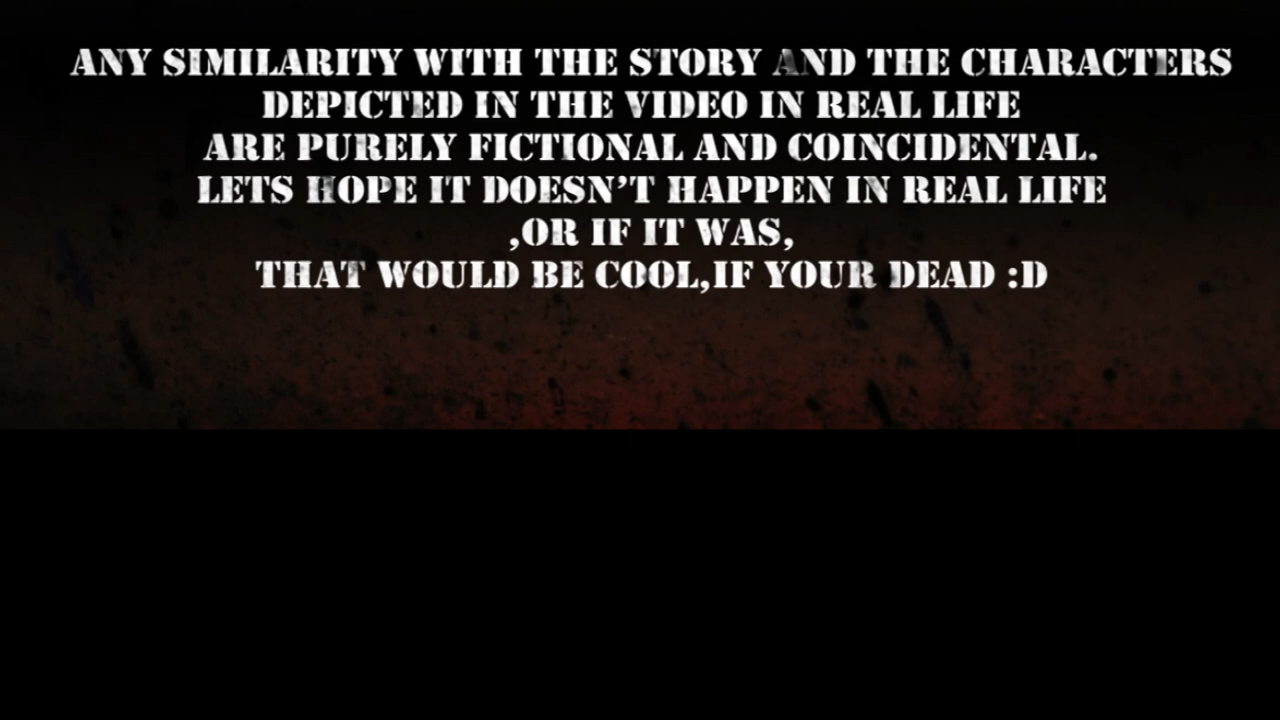 ANY SIMILARITY WITH THE STORY AND THE CHARACTERS
DEPICTED IN THE VIDEO IN REAL LIFE
ARE PURELY FICTIONAL AND COINCIDENTAL.
LETS HOPE IT DOESN'T HAPPEN IN REAL LIFE
,OR IF IT WAS,
THAT WOULD BE COOL,IF YOUR DEAD :D